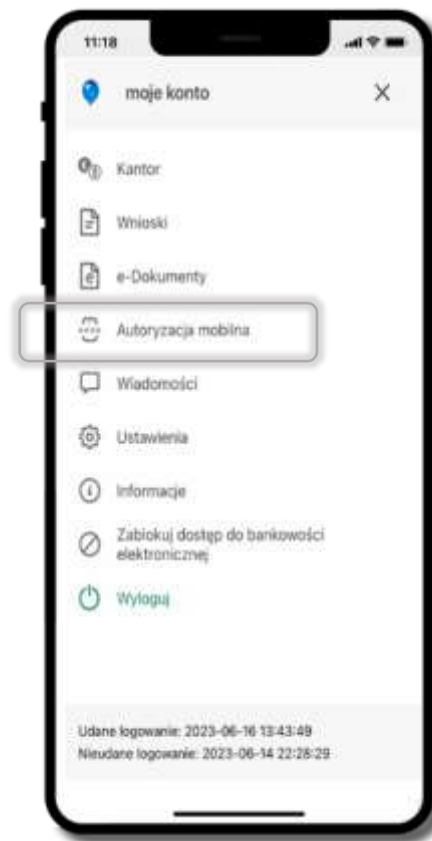 11:18
moje konto
Kantor
Wnioski
e-Dokumenty
Autoryzacja mobilna
Wiadomości
Ustawienia
Informacje
Zablokuj dostęp do bankowości
elektronicznej
Wyloguj
Udane logowanie: 2023-06-16 13:43:49
Nieudane logowanie: 2023-06-14 22:28:29